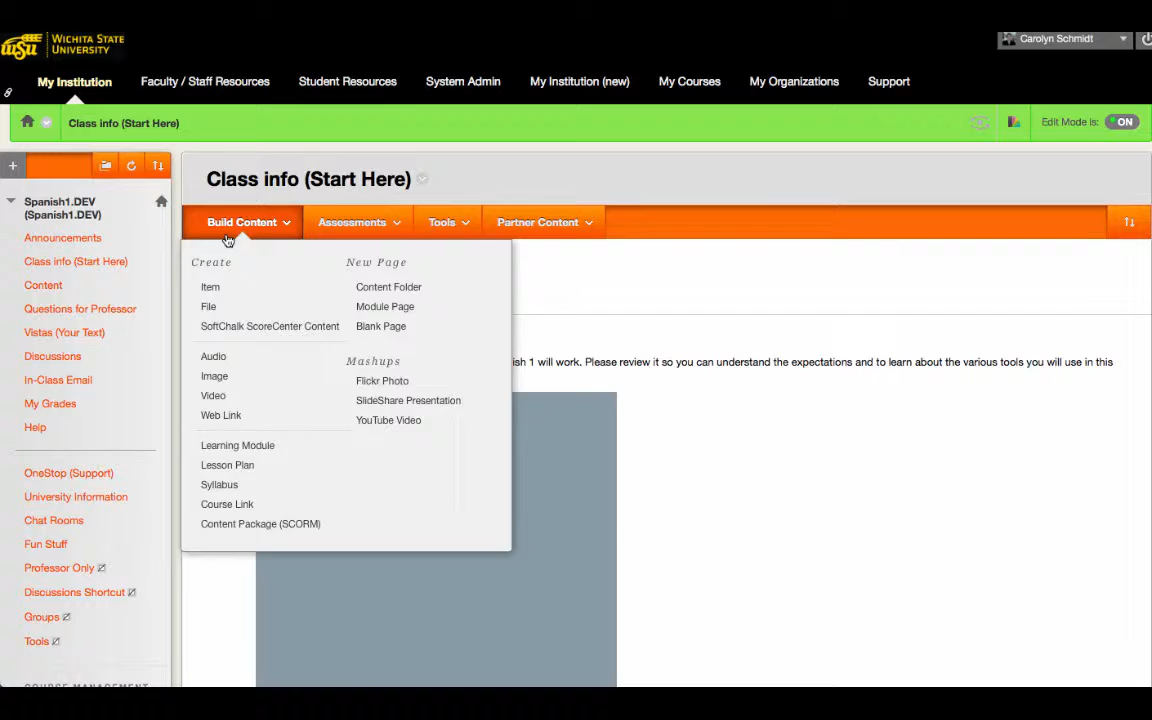 WICHITA STATE
UNIVERSITY
Carolyn Schmidt
My Institution
Faculty / Staff Resources
Student Resources
System Admin
My Institution (new)
My Courses
My Organizations
Support
Class info (Start Here)
Edit Mode is:
ON
Spanish1.DEV
(Spanish1.DEV)
Announcements
Class info (Start Here)
Content
Questions for Professor
Vistas (Your Text)
Discussions
In-Class Email
My Grades
Help
OneStop (Support)
University Information
Chat Rooms
Fun Stuff
Professor Only
Discussions Shortcut
Groups
Tools
COURSE MANAGEMENT
Class info (Start Here)
Build Content
Assessments
Tools
Partner Content
Create
Item
File
SoftChalk ScoreCenter Content
Audio
Image
Video
Web Link
Learning Module
Lesson Plan
Syllabus
Course Link
Content Package (SCORM)
New Page
Content Folder
Module Page
Blank Page
Mashups
Flickr Photo
SlideShare Presentation
YouTube Video
ish 1 will work. Please review it so you can understand the expectations and to learn about the various tools you will use in this